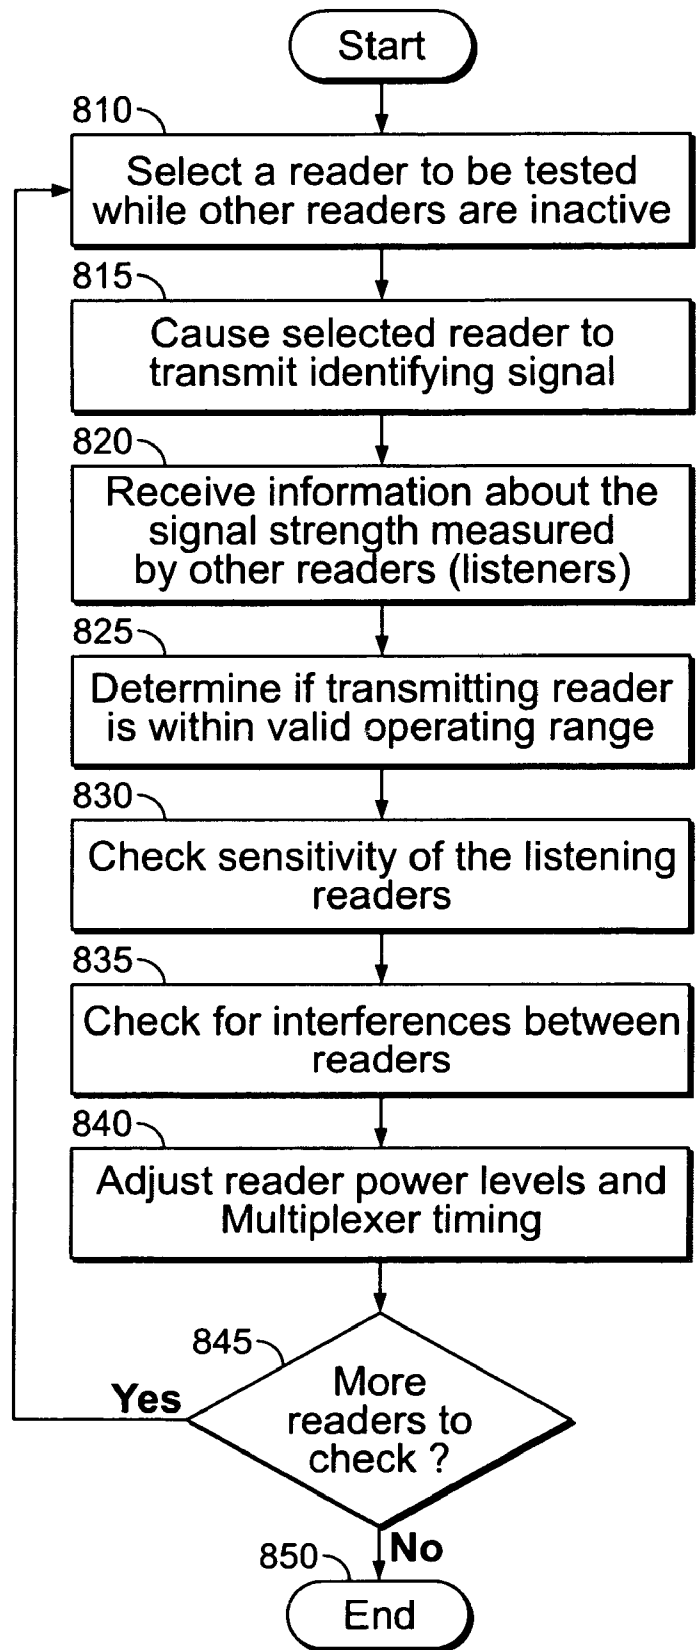 Start
810
Select a reader to be tested
while other readers are inactive
815
Cause selected reader to
transmit identifying signal
820
Receive information about the
signal strength measured
by other readers (listeners)
825
Determine if transmitting reader
is within valid operating range
830
Check sensitivity of the listening
readers
835
Check for interferences between
readers
840
Adjust reader power levels and
Multiplexer timing
845
More
readers to
check ?
Yes
No
850
End